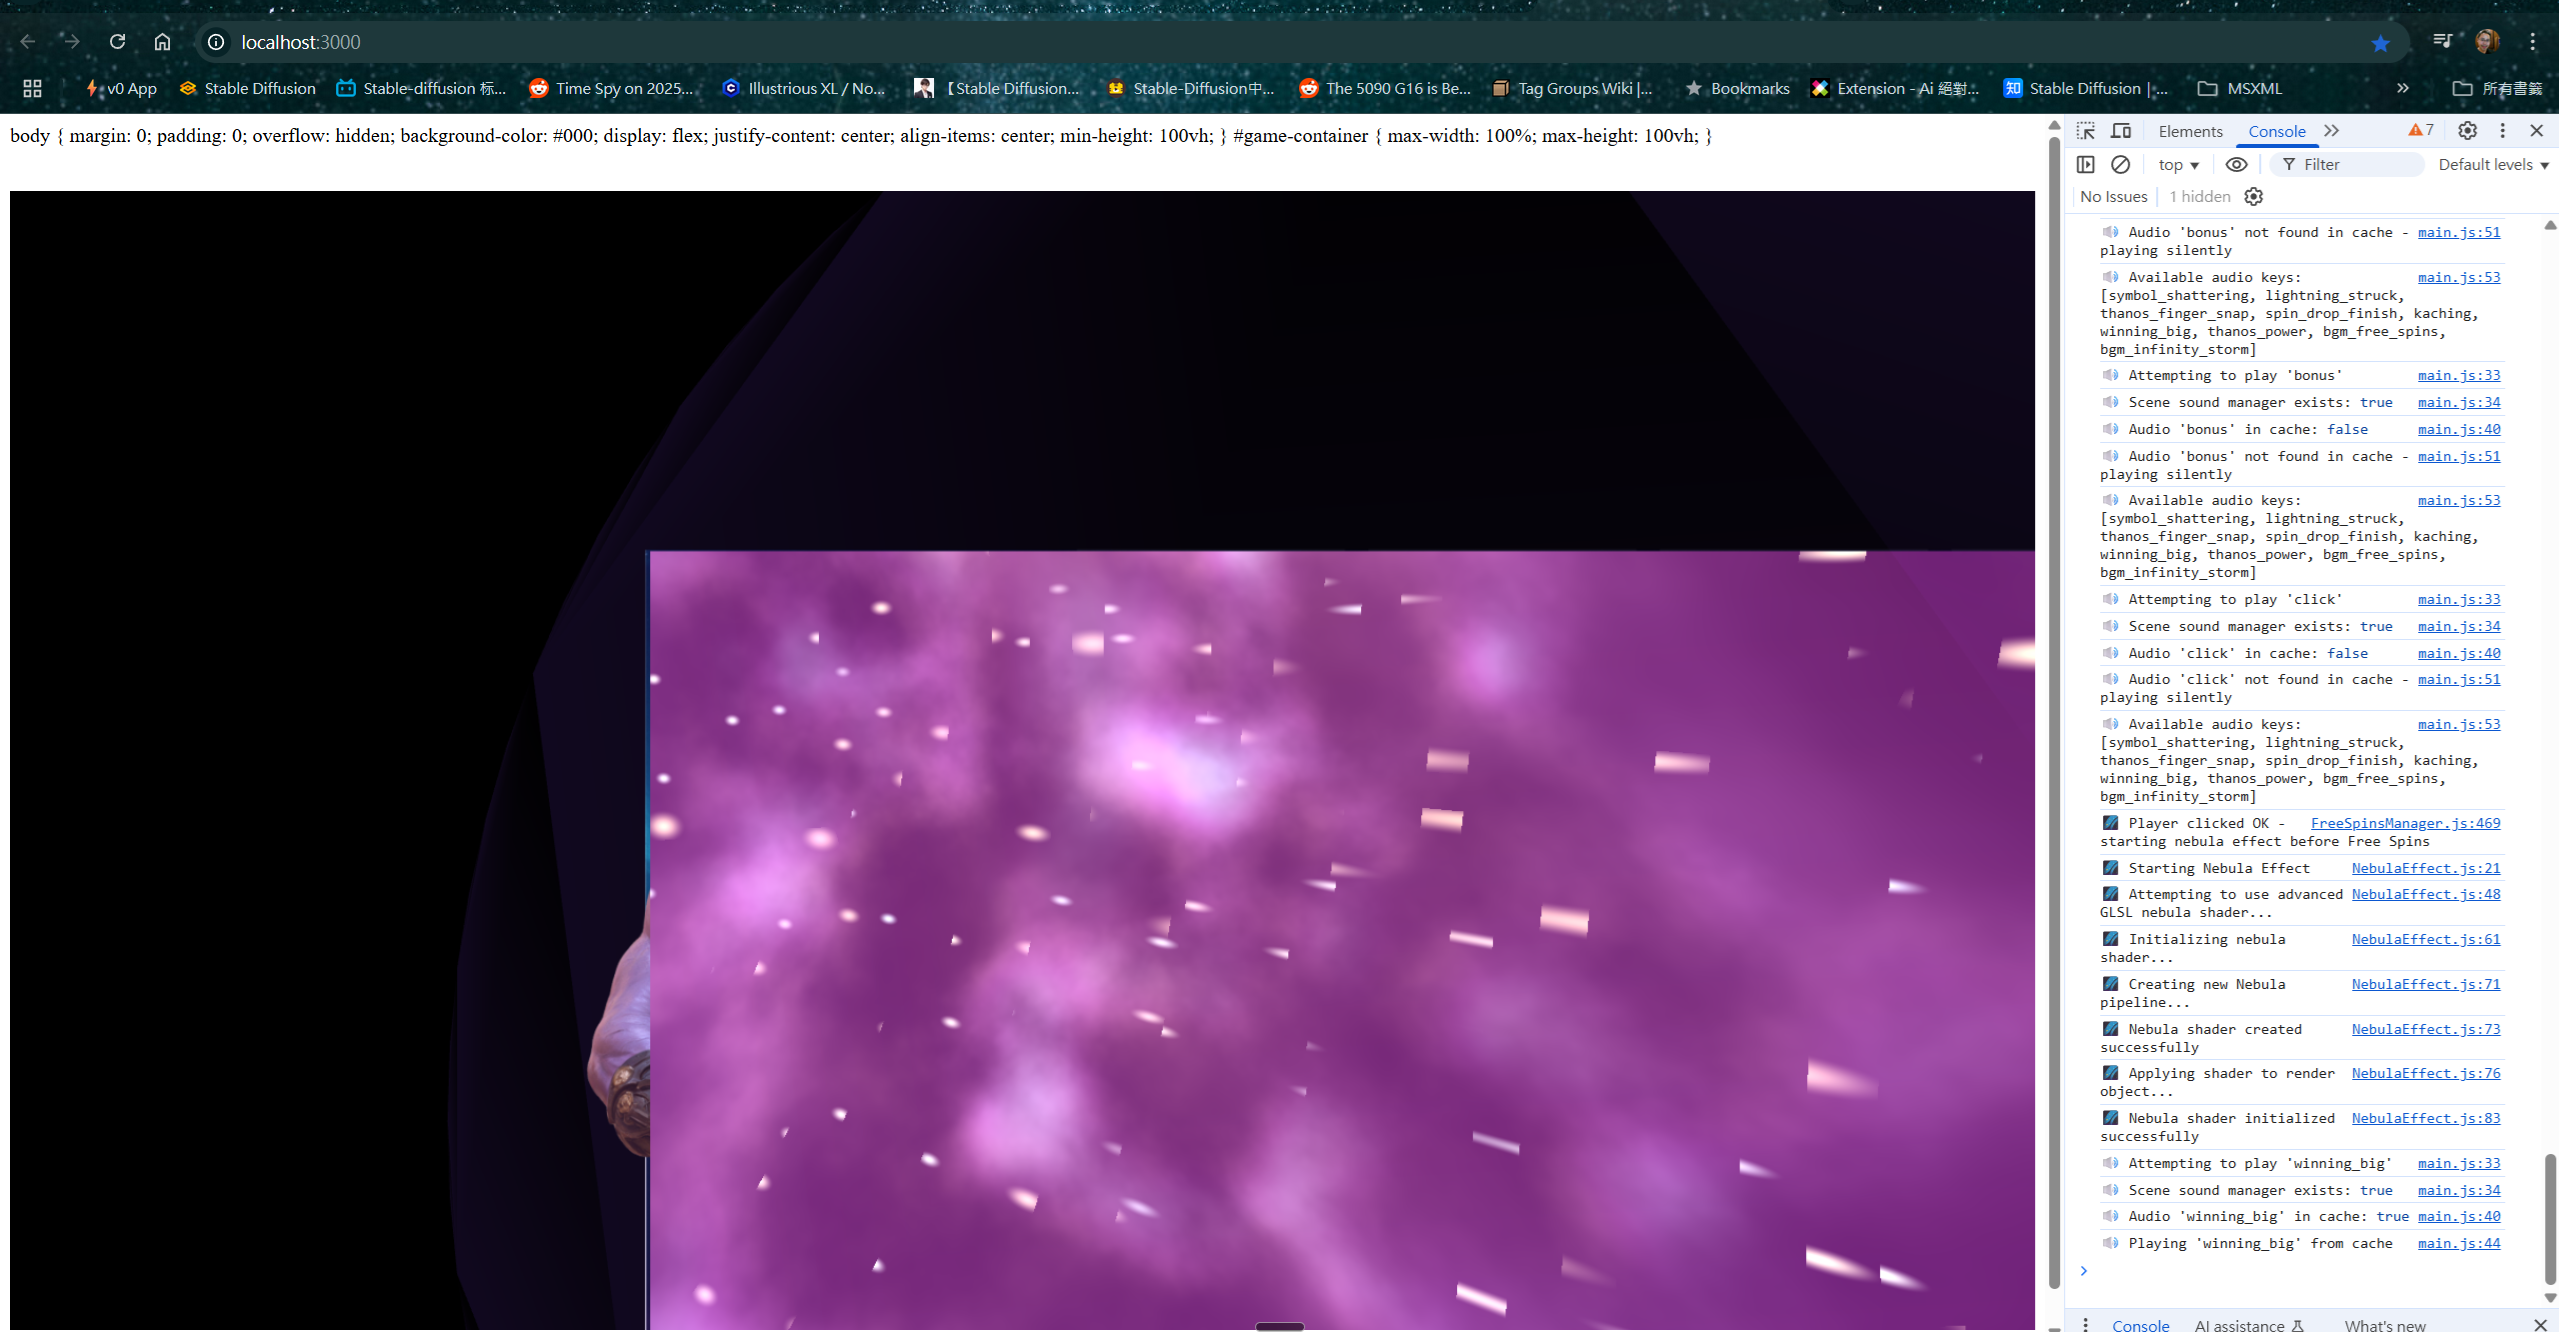 localhost:3000
v0 App
Stable Diffusion
Stable-diffusion 标...
Time Spy on 2025...
Illustrious XL / No...
【Stable Diffusion...
Stable-Diffusion中...
The 5090 G16 is Be...
Tag Groups Wiki |...
Bookmarks
Extension - Ai 絕對...
知 Stable Diffusion | ...
MSXML
»
所有書籤
body { margin: 0; padding: 0; overflow: hidden; background-color: #000; display: flex; justify-content: center; align-items: center; min-height: 100vh; } #game-container { max-width: 100%; max-height: 100vh; }
Elements Console 7
top Filter Default levels
No Issues 1 hidden
Audio 'bonus' not found in cache - main.js:51
playing silently
Available audio keys: main.js:53
[symbol_shattering, lightning_struck,
thanos_finger_snap, spin_drop_finish, kaching,
winning_big, thanos_power, bgm_free_spins,
bgm_infinity_storm]
Attempting to play 'bonus' main.js:33
Scene sound manager exists: true main.js:34
Audio 'bonus' in cache: false main.js:40
Audio 'bonus' not found in cache - main.js:51
playing silently
Available audio keys: main.js:53
[symbol_shattering, lightning_struck,
thanos_finger_snap, spin_drop_finish, kaching,
winning_big, thanos_power, bgm_free_spins,
bgm_infinity_storm]
Attempting to play 'click' main.js:33
Scene sound manager exists: true main.js:34
Audio 'click' in cache: false main.js:40
Audio 'click' not found in cache - main.js:51
playing silently
Available audio keys: main.js:53
[symbol_shattering, lightning_struck,
thanos_finger_snap, spin_drop_finish, kaching,
winning_big, thanos_power, bgm_free_spins,
bgm_infinity_storm]
Player clicked OK - FreeSpinsManager.js:469
starting nebula effect before Free Spins
Starting Nebula Effect NebulaEffect.js:21
Attempting to use advanced NebulaEffect.js:48
GLSL nebula shader...
Initializing nebula NebulaEffect.js:61
shader...
Creating new Nebula NebulaEffect.js:71
pipeline...
Nebula shader created NebulaEffect.js:73
successfully
Applying shader to render NebulaEffect.js:76
object...
Nebula shader initialized NebulaEffect.js:83
successfully
Attempting to play 'winning_big' main.js:33
Scene sound manager exists: true main.js:34
Audio 'winning_big' in cache: true main.js:40
Playing 'winning_big' from cache main.js:44
Console AI assistance What's new